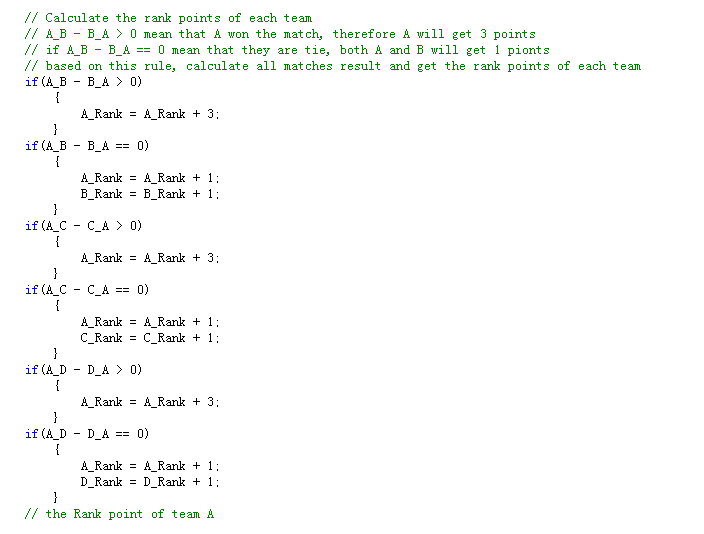 // Calculate the rank points of each team
// A_B - B_A > 0 mean that A won the match, therefore A will get 3 points
// if A_B - B_A == 0 mean that they are tie, both A and B will get 1 pionts
// based on this rule, calculate all matches result and get the rank points of each team
if(A_B - B_A > 0)
{
A_Rank = A_Rank + 3;
}
if(A_B - B_A == 0)
{
A_Rank = A_Rank + 1;
B_Rank = B_Rank + 1;
}
if(A_C - C_A > 0)
{
A_Rank = A_Rank + 3;
}
if(A_C - C_A == 0)
{
A_Rank = A_Rank + 1;
C_Rank = C_Rank + 1;
}
if(A_D - D_A > 0)
{
A_Rank = A_Rank + 3;
}
if(A_D - D_A == 0)
{
A_Rank = A_Rank + 1;
D_Rank = D_Rank + 1;
}
// the Rank point of team A